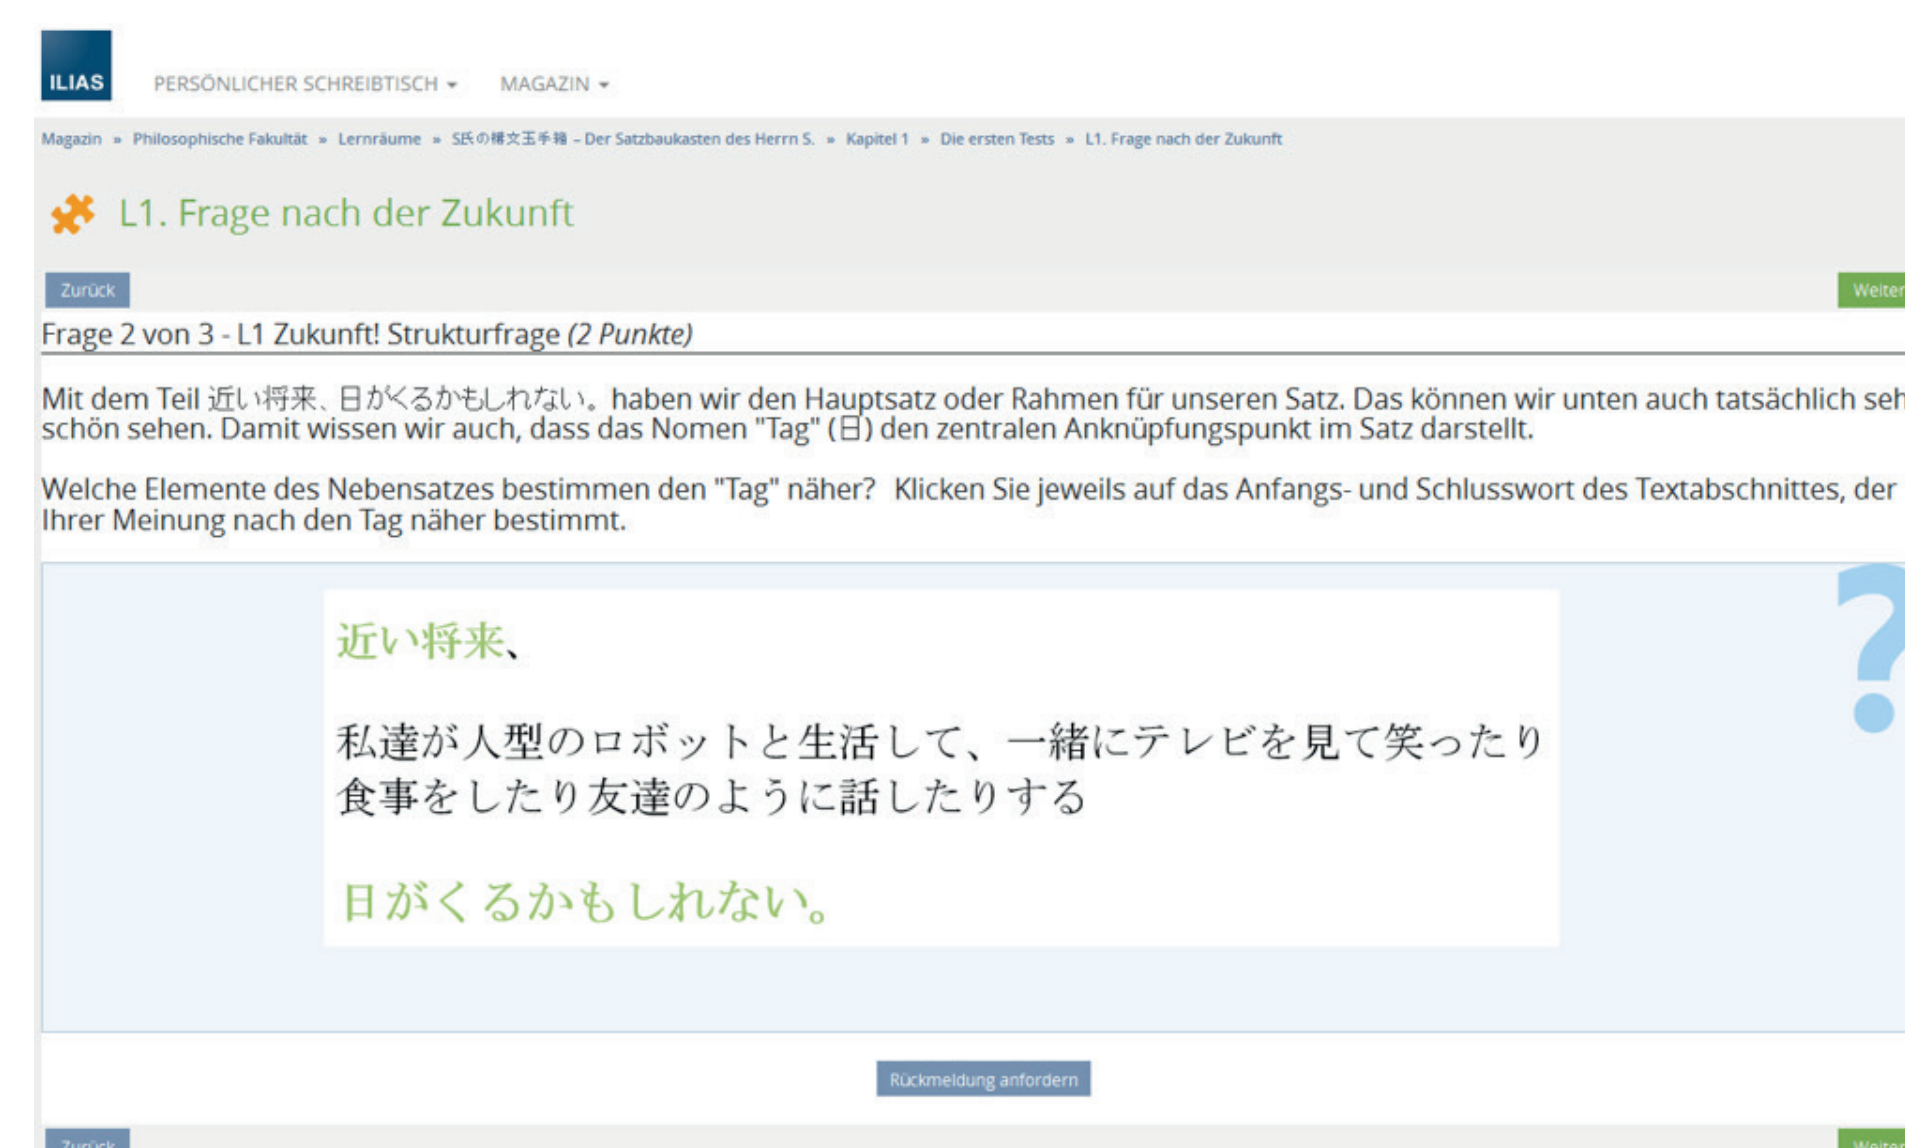 ILIAS
PERSÖNLICHER SCHREIBTISCH MAGAZIN
Magazin » Philosophische Fakultät » Lernräume » S氏の構文玉手箱 – Der Satzbaukasten des Herrn S. » Kapitel 1 » Die ersten Tests » L1. Frage nach der Zukunft
L1. Frage nach der Zukunft
Zurück
Weiter
Frage 2 von 3 - L1 Zukunft! Strukturfrage (2 Punkte)
Mit dem Teil 近い将来、日がくるかもしれない。haben wir den Hauptsatz oder Rahmen für unseren Satz. Das können wir unten auch tatsächlich seh
schön sehen. Damit wissen wir auch, dass das Nomen "Tag" (日) den zentralen Anknüpfungspunkt im Satz darstellt.
Welche Elemente des Nebensatzes bestimmen den "Tag" näher? Klicken Sie jeweils auf das Anfangs- und Schlusswort des Textabschnittes, der
Ihrer Meinung nach den Tag näher bestimmt.
?
近い将来、
私達が人型のロボットと生活して、一緒にテレビを見て笑ったり
食事をしたり友達のように話したりする
日がくるかもしれない。
Rückmeldung anfordern
Zurück
Weiter